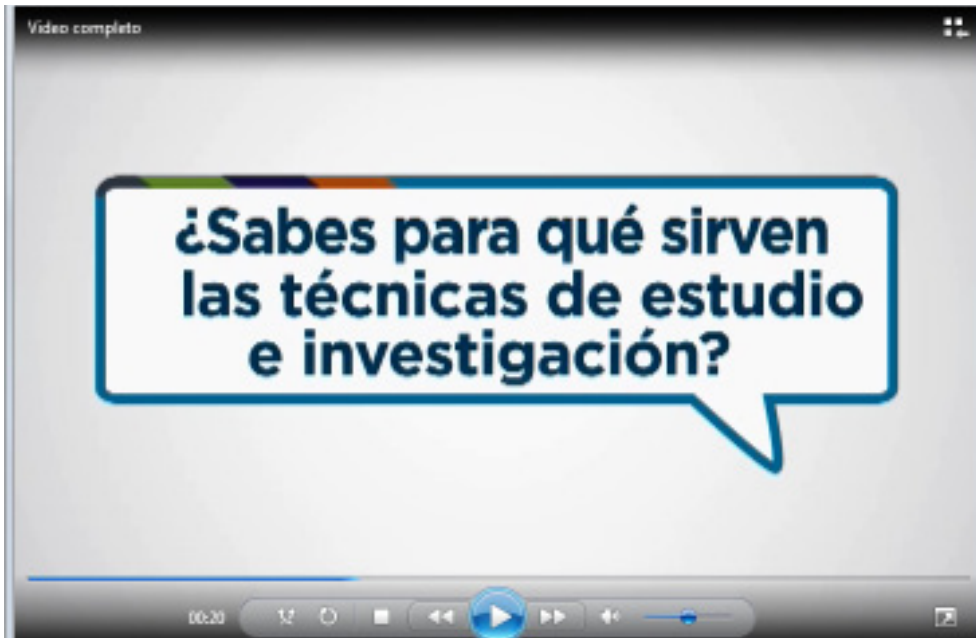 Video completo
¿Sabes para qué sirven
las técnicas de estudio
e investigación?
00:20